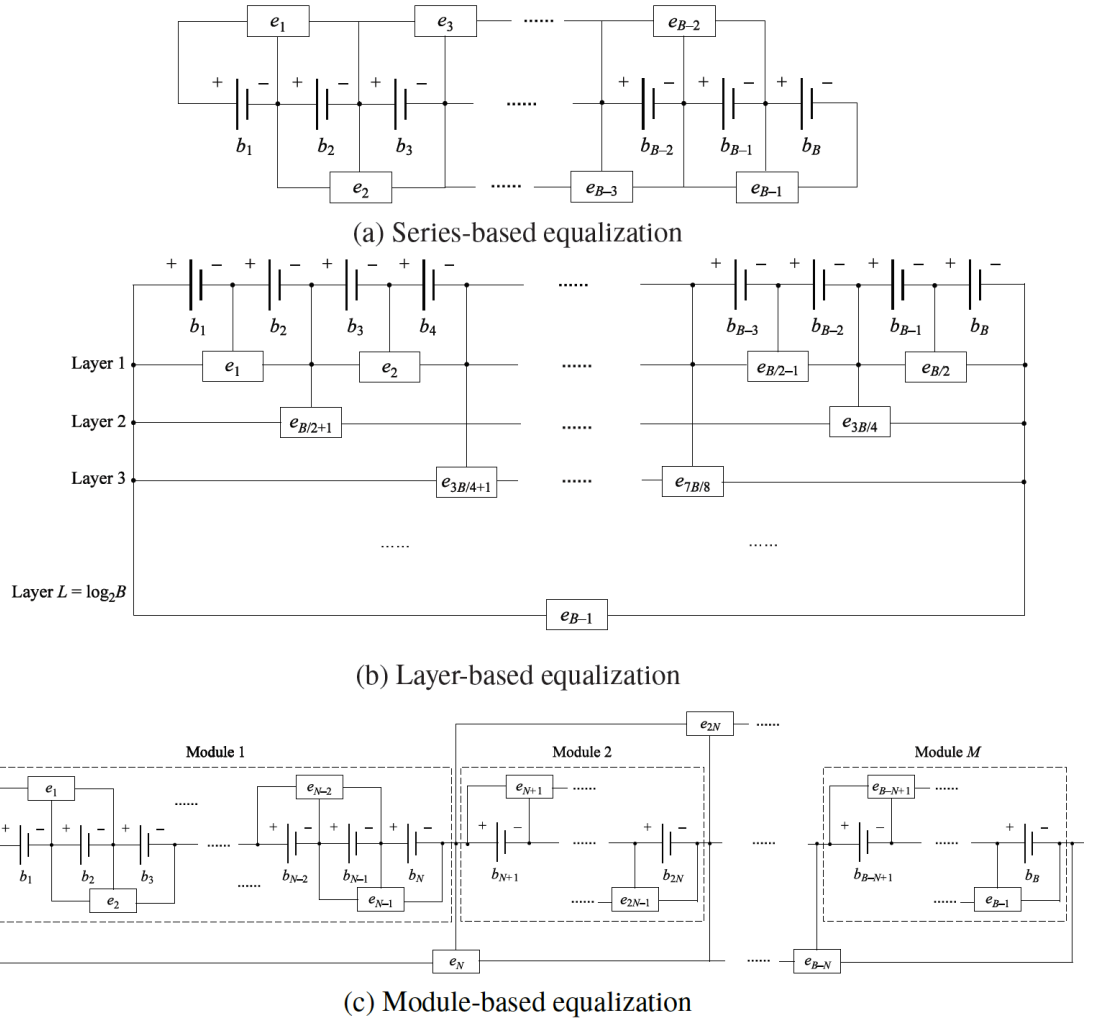 e1 e3 ...... eB–2
+ – + – + – ...... + – + – + –
b1 b2 b3 bB–2 bB–1 bB
e2 ...... eB–3 eB–1
(a) Series-based equalization
+ – + – + – + – ...... + – + – + – + –
b1 b2 b3 b4 bB–3 bB–2 bB–1 bB
Layer 1 e1 e2 ...... eB/2–1 eB/2
Layer 2 eB/2+1 ...... e3B/4
Layer 3 e3B/4+1 ...... e7B/8
...... ......
Layer L = log2B
eB–1
(b) Layer-based equalization
e2N ......
Module 1 Module 2 Module M
e1 ...... eN–2 eN+1 ...... eB–N+1 ......
+ – + – + – ...... + – + – + – + – ...... + – ...... + – ...... + –
b1 b2 b3 ...... bN–2 bN–1 bN bN+1 b2N bB–N+1 bB
e2 eN–1 ...... e2N–1 ...... eB–1
eN ...... eB–N
(c) Module-based equalization